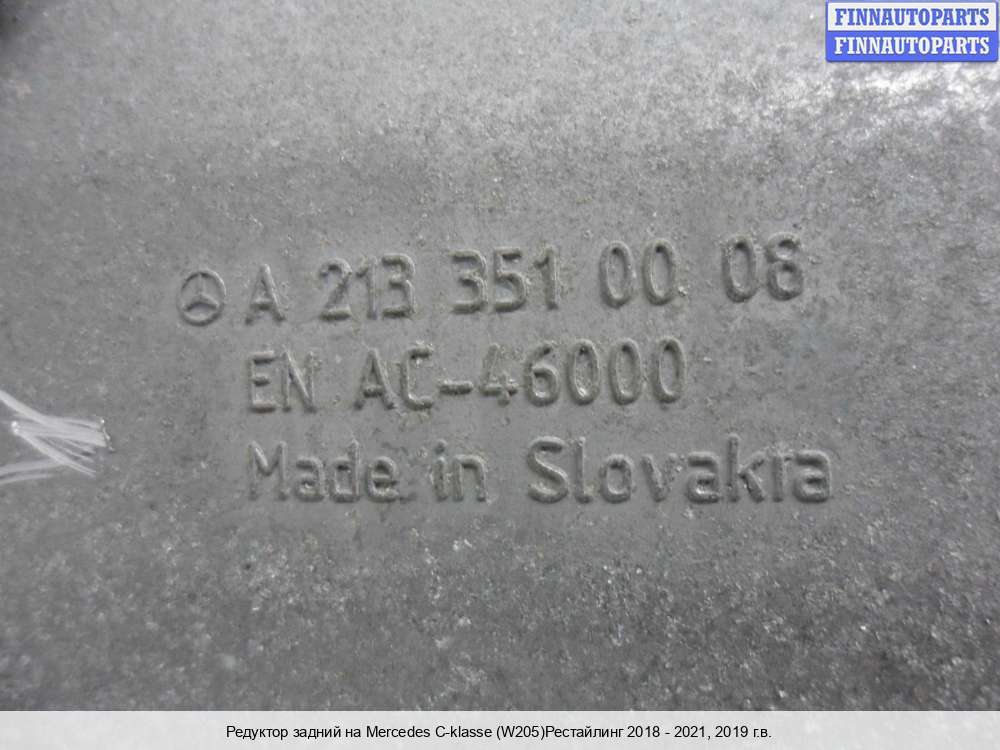 FINNAUTOPARTS
FINNAUTOPARTS
A 213 351 00 08
EN AC-46000
Made in Slovakia
Редуктор задний на Mercedes C-klasse (W205)Рестайлинг 2018 - 2021, 2019 г.в.